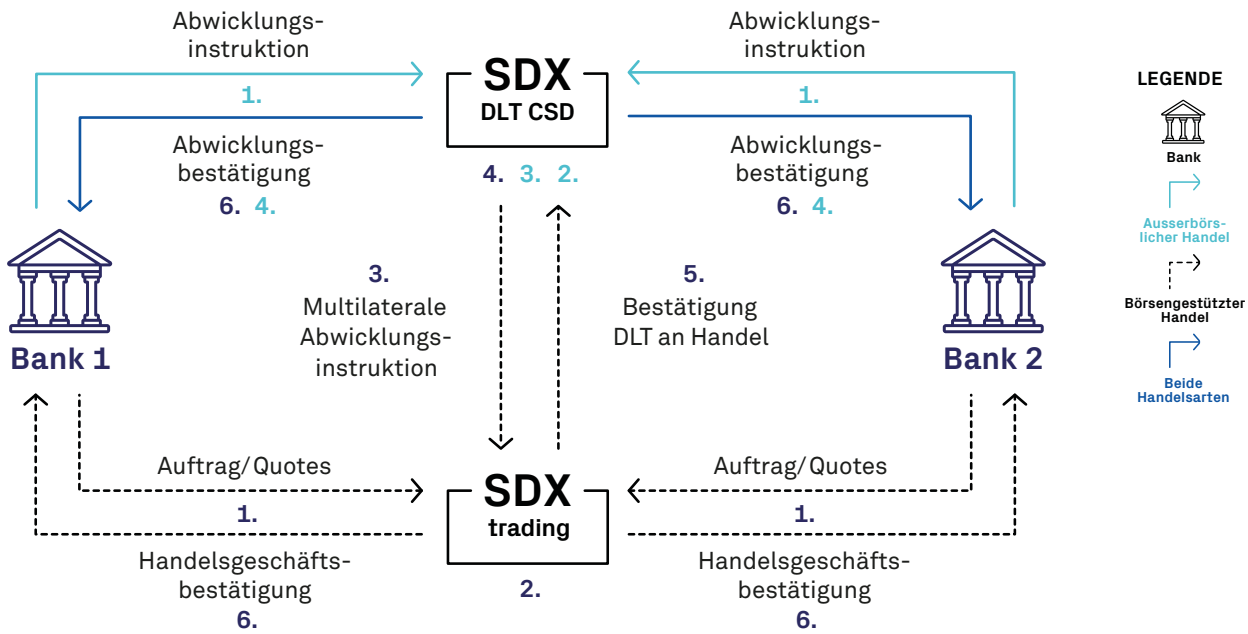 Abwicklungs-
instruktion
1.
Abwicklungs-
bestätigung
6. 4.
SDX
DLT CSD
4. 3. 2.
Abwicklungs-
instruktion
1.
Abwicklungs-
bestätigung
6. 4.
Bank 1
3.
Multilaterale
Abwicklungs-
instruktion
5.
Bestätigung
DLT an Handel
Bank 2
Auftrag/Quotes
1.
Handelsgeschäfts-
bestätigung
6.
SDX
trading
2.
Auftrag/Quotes
1.
Handelsgeschäfts-
bestätigung
6.
LEGENDE
Bank
Ausserbörs-
licher Handel
Börsengestützter
Handel
Beide
Handelsarten